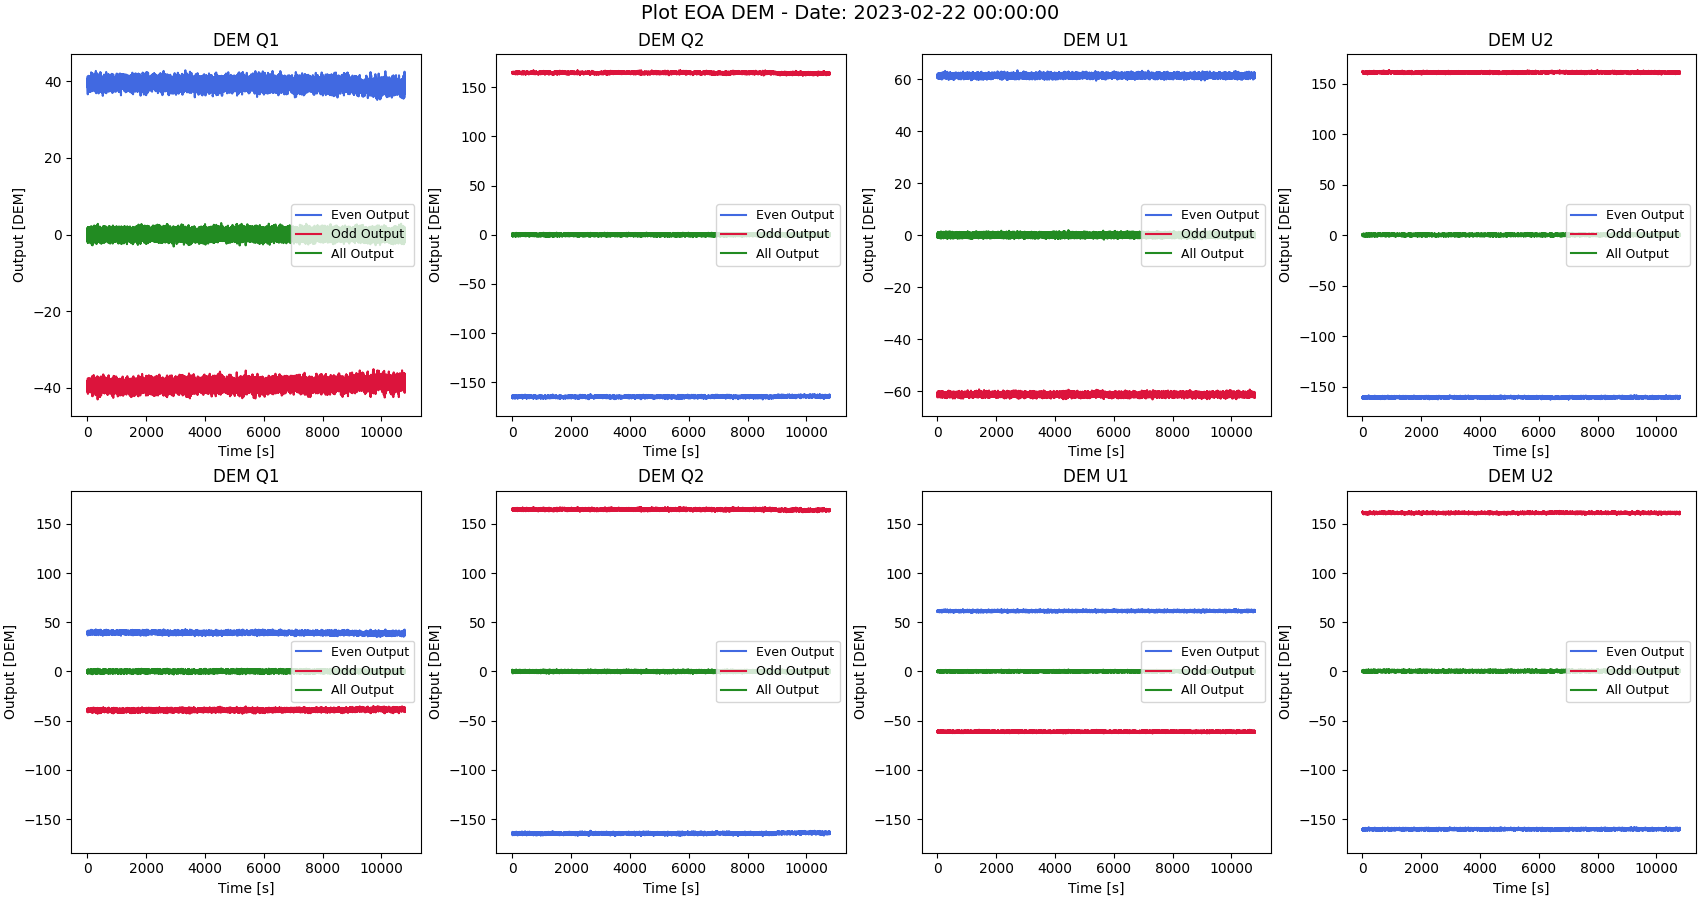 Plot EOA DEM - Date: 2023-02-22 00:00:00
DEM Q1
DEM Q2
DEM U1
DEM U2
Output [DEM]
40
20
0
−20
−40
Even Output
Odd Output
All Output
0 2000 4000 6000 8000 10000
Time [s]
Output [DEM]
150
100
50
0
−50
−100
−150
Even Output
Odd Output
All Output
0 2000 4000 6000 8000 10000
Time [s]
Output [DEM]
60
40
20
0
−20
−40
−60
Even Output
Odd Output
All Output
0 2000 4000 6000 8000 10000
Time [s]
Output [DEM]
150
100
50
0
−50
−100
−150
Even Output
Odd Output
All Output
0 2000 4000 6000 8000 10000
Time [s]
DEM Q1
DEM Q2
DEM U1
DEM U2
Output [DEM]
150
100
50
0
−50
−100
−150
Even Output
Odd Output
All Output
0 2000 4000 6000 8000 10000
Time [s]
Output [DEM]
150
100
50
0
−50
−100
−150
Even Output
Odd Output
All Output
0 2000 4000 6000 8000 10000
Time [s]
Output [DEM]
150
100
50
0
−50
−100
−150
Even Output
Odd Output
All Output
0 2000 4000 6000 8000 10000
Time [s]
Output [DEM]
150
100
50
0
−50
−100
−150
Even Output
Odd Output
All Output
0 2000 4000 6000 8000 10000
Time [s]